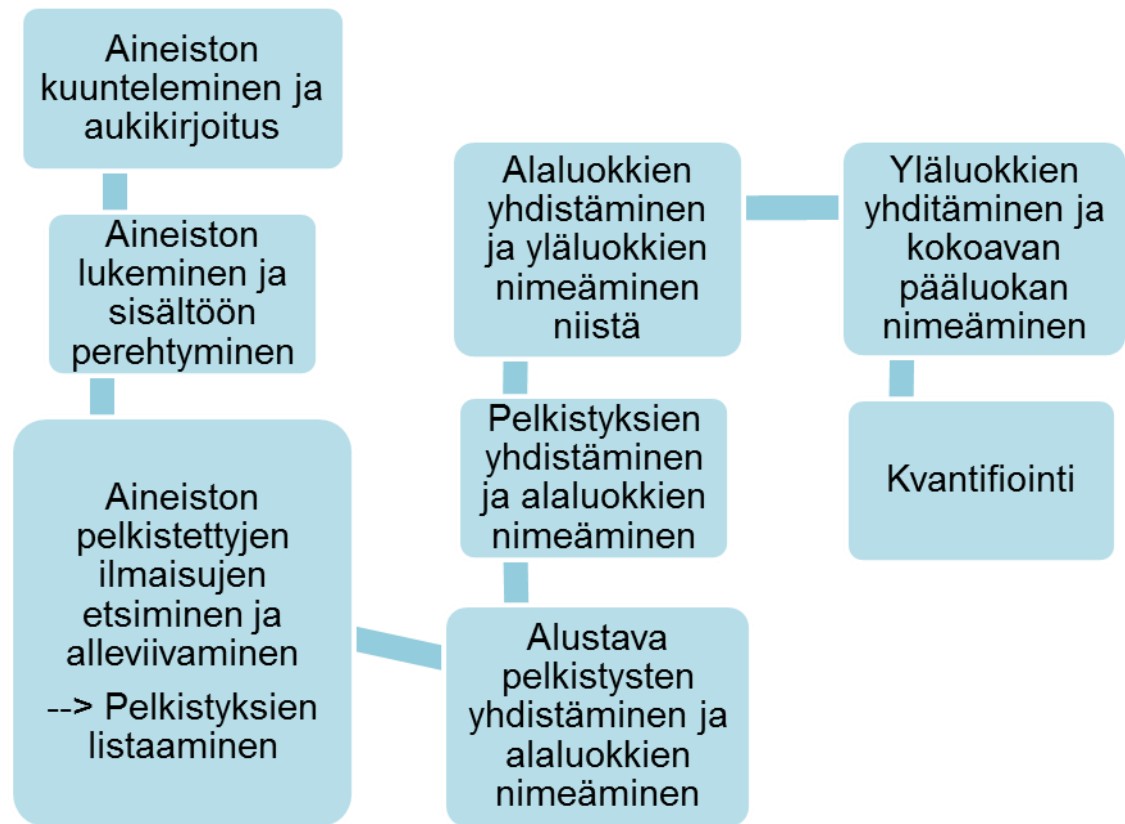 Aineiston
kuunteleminen ja
aukikirjoitus
Aineiston
lukeminen ja
sisältöön
perehtyminen
Aineiston
pelkistettyjen
ilmaisujen
etsiminen ja
alleviivaminen
--> Pelkistyksien
listaaminen
Alustava
pelkistysten
yhdistäminen ja
alaluokkien
nimeäminen
Pelkistyksien
yhdistäminen
ja alaluokkien
nimeäminen
Alaluokkien
yhdistäminen
ja yläluokkien
nimeäminen
niistä
Yläluokkien
yhditäminen ja
kokoavan
pääluokan
nimeäminen
Kvantifiointi